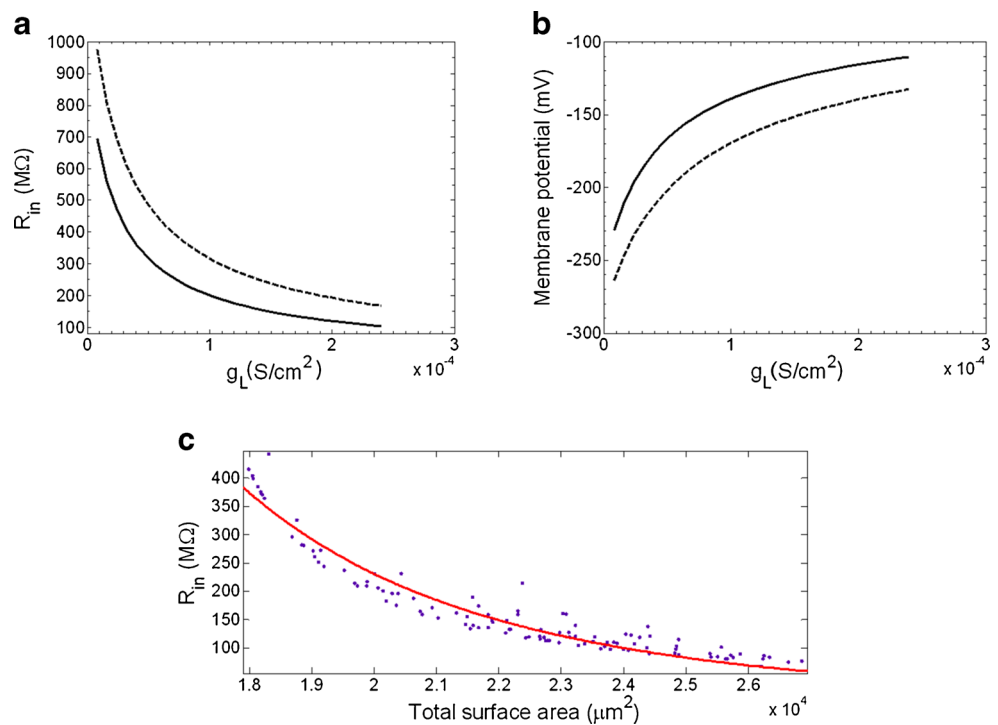 a
1000
900
800
700
600
500
400
300
200
100
R_in (MΩ)
0 1 2 3
g_L(S/cm²)
x 10⁻⁴
b
-100
-150
-200
-250
-300
Membrane potential (mV)
0 1 2 3
g_L(S/cm²)
x 10⁻⁴
c
400
350
300
250
200
150
100
R_in (MΩ)
1.8 1.9 2 2.1 2.2 2.3 2.4 2.5 2.6
Total surface area (μm²)
x 10⁴